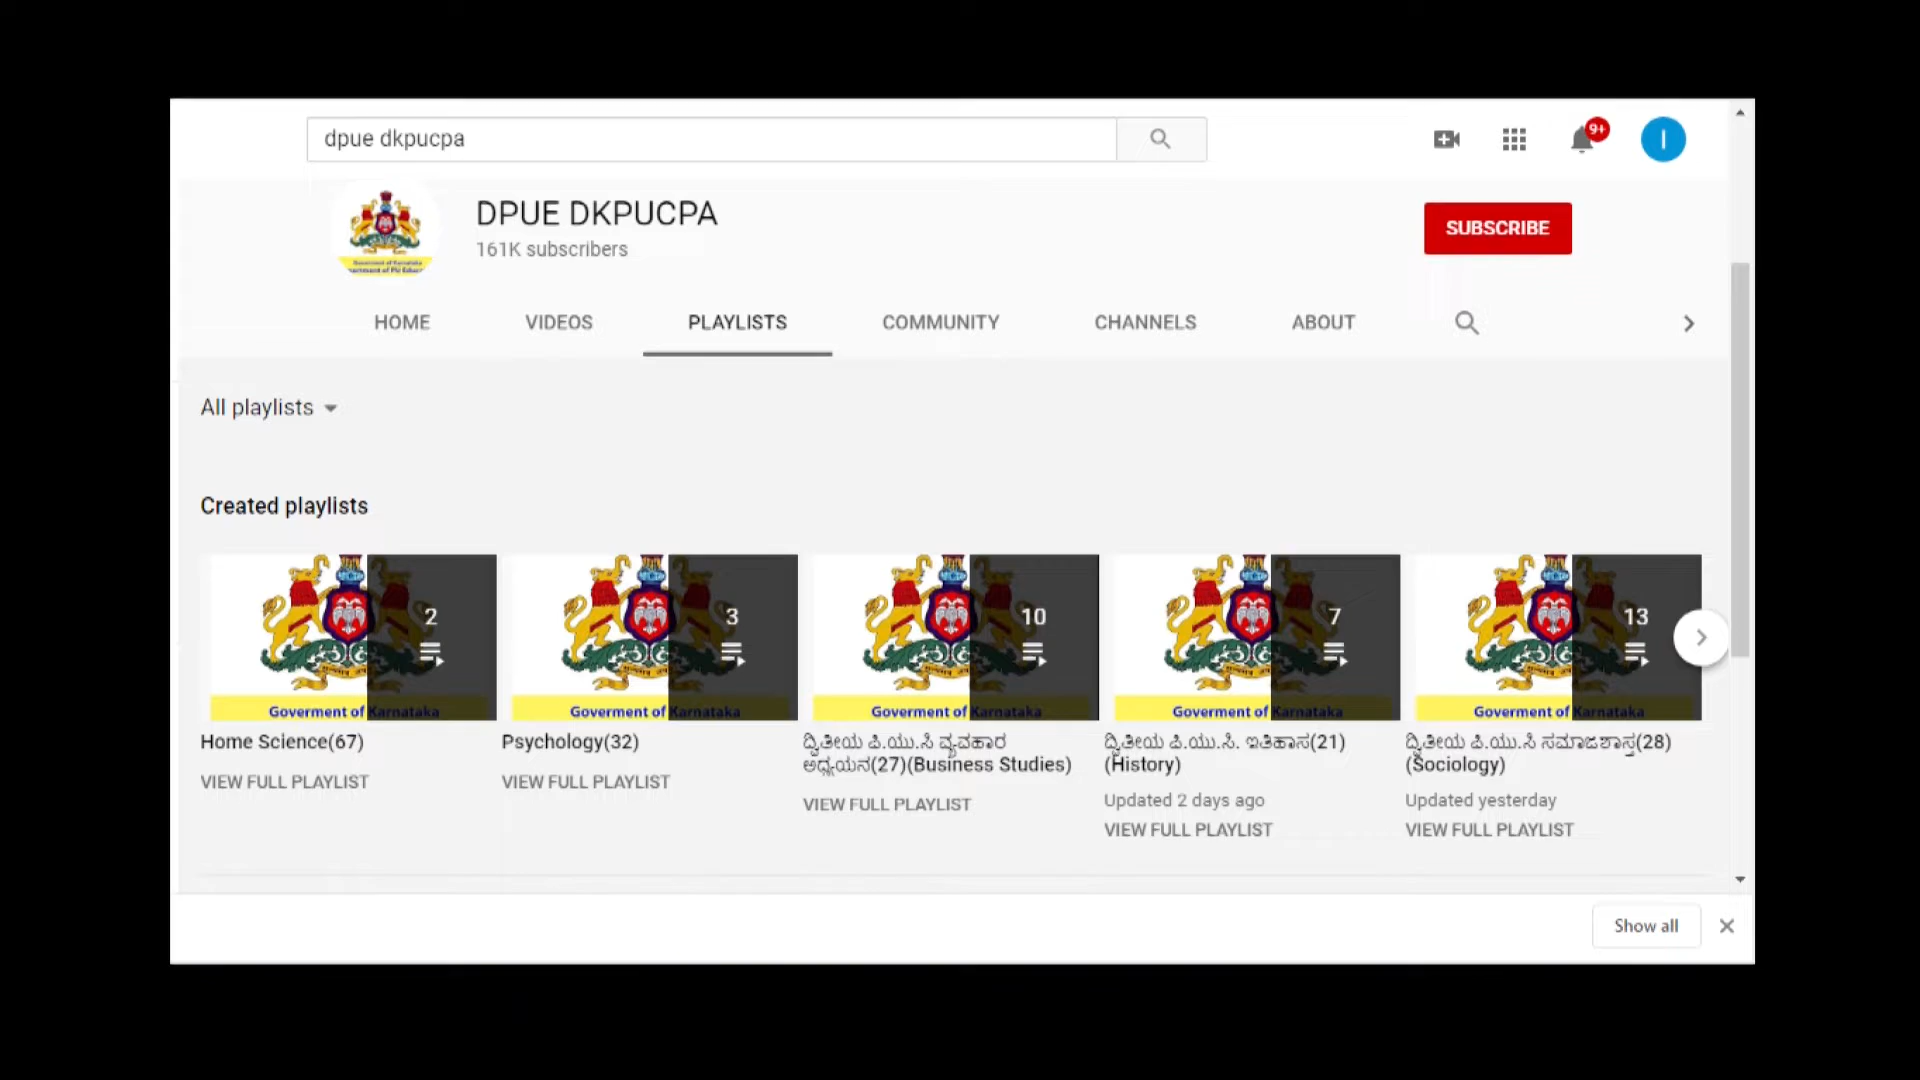 dpue dkpucpa
9+
I
DPUE DKPUCPA
161K subscribers
SUBSCRIBE
HOME VIDEOS PLAYLISTS COMMUNITY CHANNELS ABOUT
All playlists
Created playlists
2 3 10 7 13
Goverment of Karnataka Goverment of Karnataka Goverment of Karnataka Goverment of Karnataka Goverment of Karnataka
Home Science(67)
VIEW FULL PLAYLIST
Psychology(32)
VIEW FULL PLAYLIST
ದ್ವಿತೀಯ ಪಿ.ಯು.ಸಿ ವ್ಯವಹಾರ
ಅಧ್ಯಯನ(27)(Business Studies)
VIEW FULL PLAYLIST
ದ್ವಿತೀಯ ಪಿ.ಯು.ಸಿ. ಇತಿಹಾಸ(21)
(History)
Updated 2 days ago
VIEW FULL PLAYLIST
ದ್ವಿತೀಯ ಪಿ.ಯು.ಸಿ ಸಮಾಜಶಾಸ್ತ್ರ(28)
(Sociology)
Updated yesterday
VIEW FULL PLAYLIST
Show all